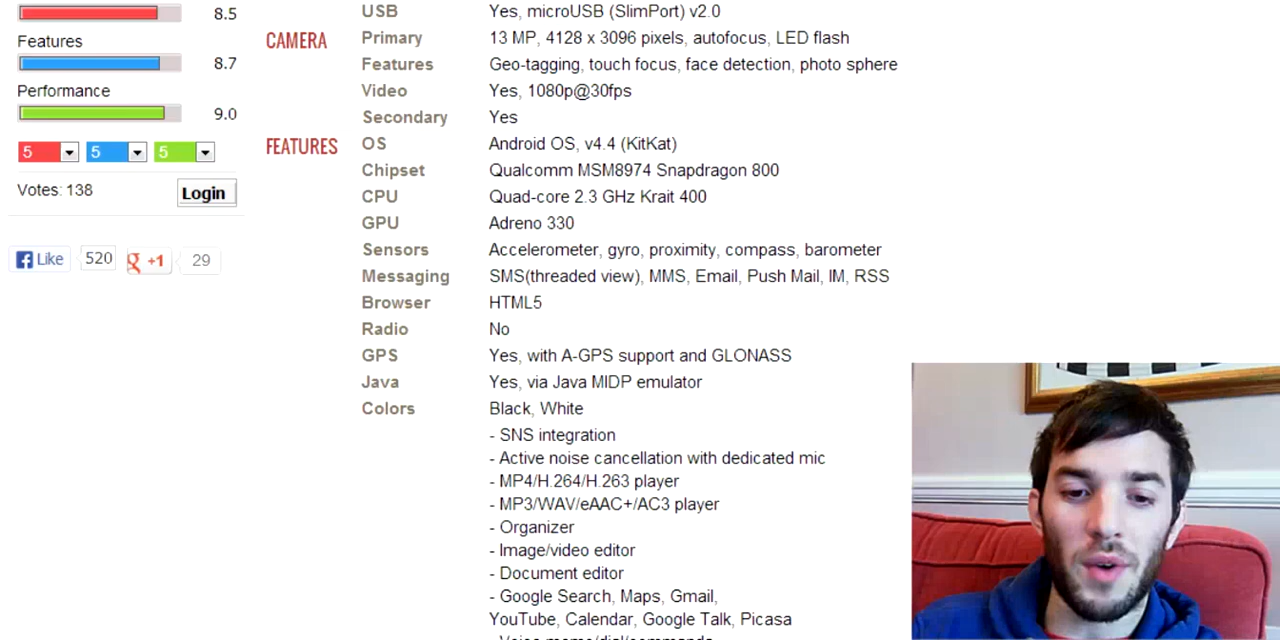 8.5
Features
8.7
Performance
9.0
5 5 5
Votes: 138
Login
Like 520 +1 29
USB Yes, microUSB (SlimPort) v2.0
CAMERA Primary 13 MP, 4128 x 3096 pixels, autofocus, LED flash
Features Geo-tagging, touch focus, face detection, photo sphere
Video Yes, 1080p@30fps
Secondary Yes
FEATURES OS Android OS, v4.4 (KitKat)
Chipset Qualcomm MSM8974 Snapdragon 800
CPU Quad-core 2.3 GHz Krait 400
GPU Adreno 330
Sensors Accelerometer, gyro, proximity, compass, barometer
Messaging SMS(threaded view), MMS, Email, Push Mail, IM, RSS
Browser HTML5
Radio No
GPS Yes, with A-GPS support and GLONASS
Java Yes, via Java MIDP emulator
Colors Black, White
- SNS integration
- Active noise cancellation with dedicated mic
- MP4/H.264/H.263 player
- MP3/WAV/eAAC+/AC3 player
- Organizer
- Image/video editor
- Document editor
- Google Search, Maps, Gmail,
YouTube, Calendar, Google Talk, Picasa